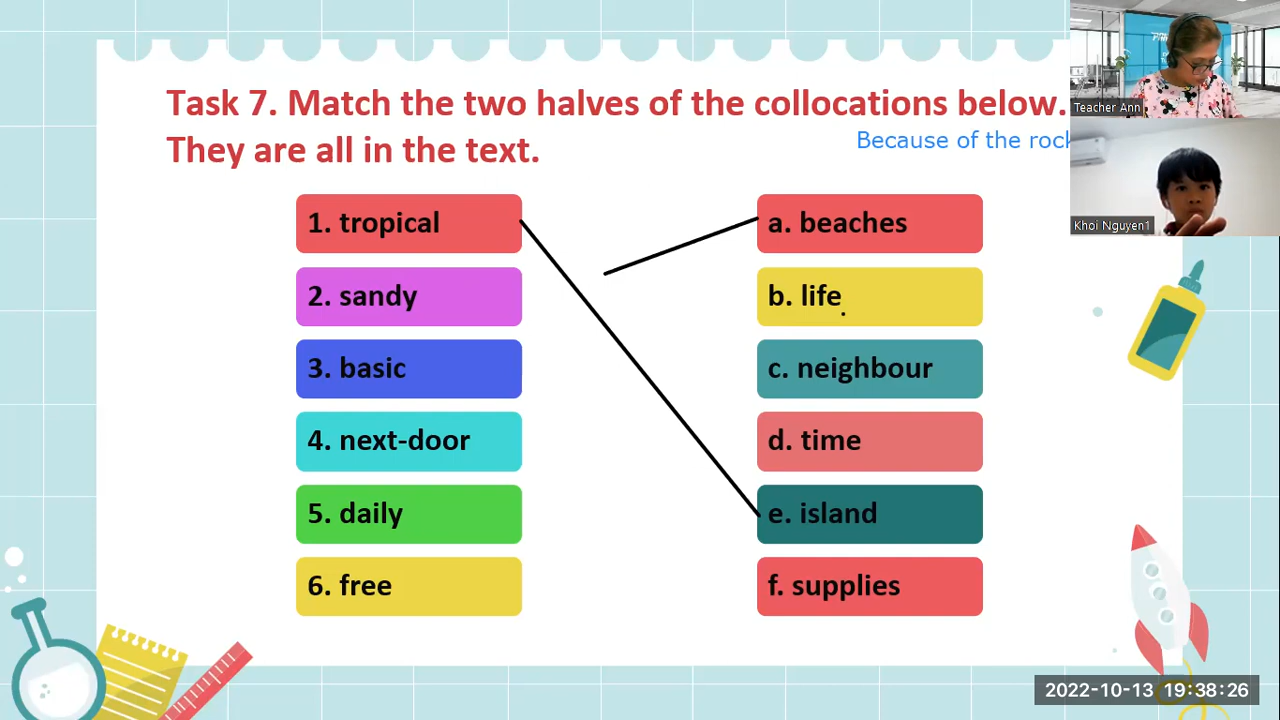 Task 7. Match the two halves of the collocations below.
They are all in the text.
Because of the rock
Teacher Ann
Khoi Nguyen1
1. tropical
a. beaches
2. sandy
b. life
3. basic
c. neighbour
4. next-door
d. time
5. daily
e. island
6. free
f. supplies
2022-10-13 19:38:26